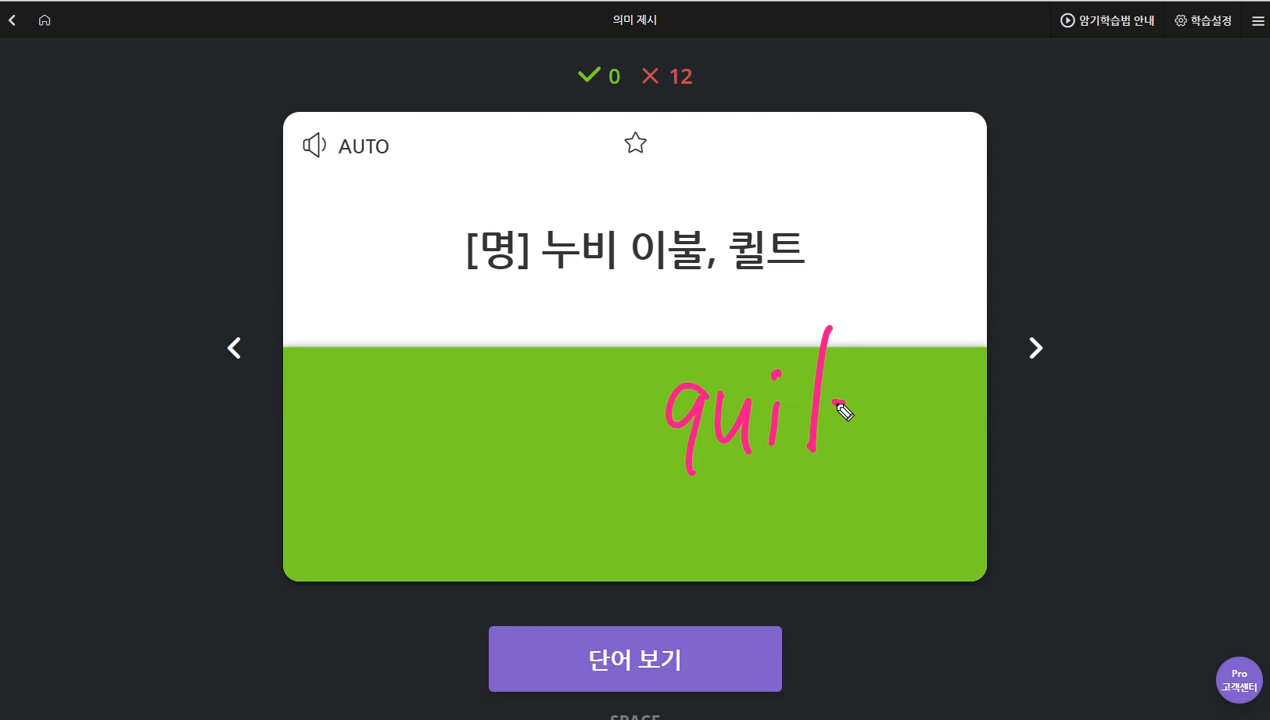 의미 제시
암기학습법 안내
학습설정
0
12
AUTO
[명] 누비 이불, 퀼트
quil
단어 보기
Pro
고객센터
SPACE